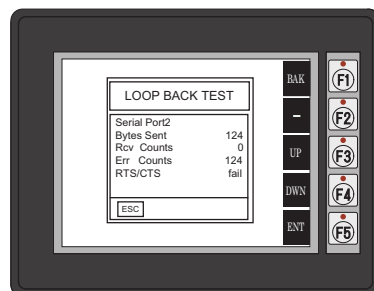 LOOP BACK TEST
Serial Port2
Bytes Sent 124
Rcv Counts 0
Err Counts 124
RTS/CTS fail
ESC
BAK
–
UP
DWN
ENT
F1
F2
F3
F4
F5